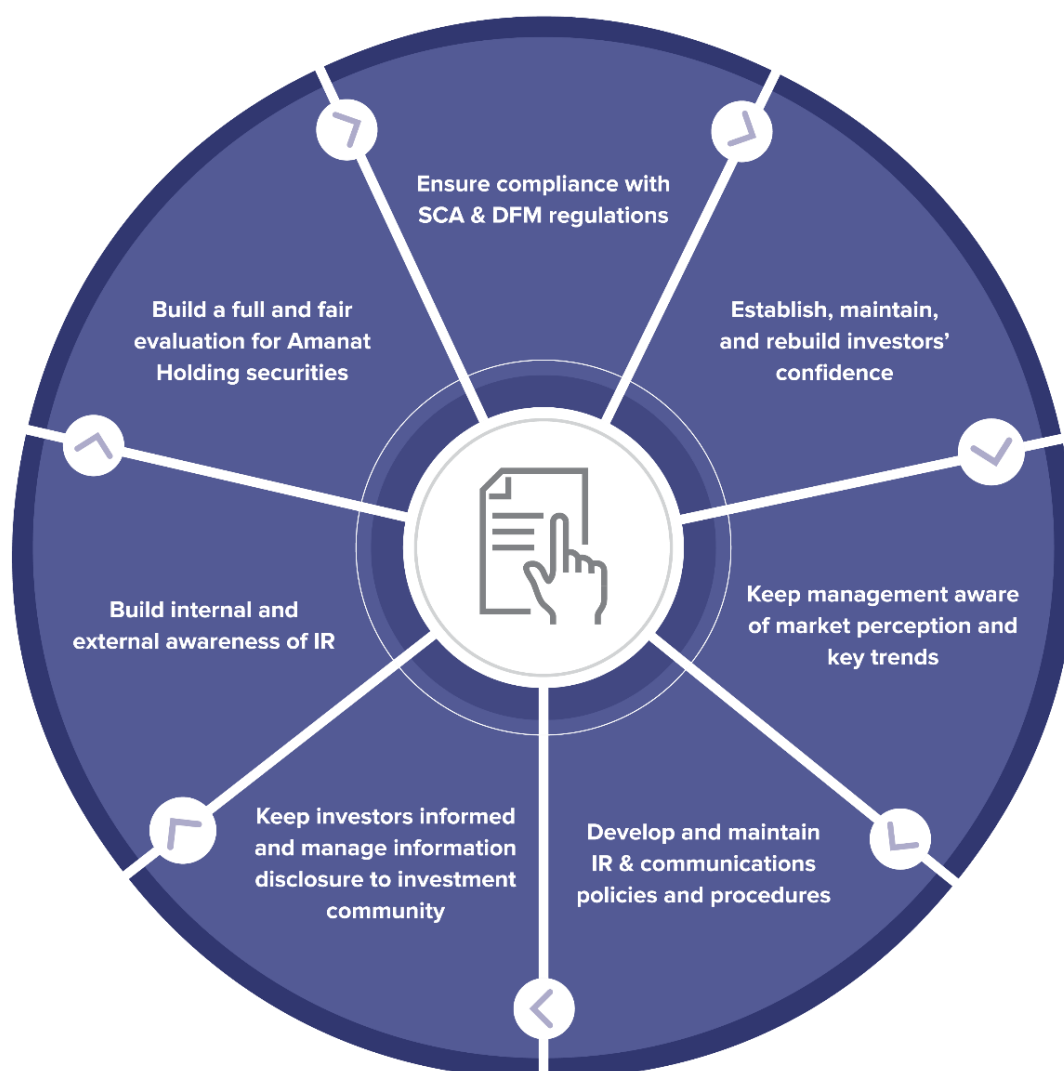 Ensure compliance with
SCA & DFM regulations
Establish, maintain,
and rebuild investors’
confidence
Keep management aware
of market perception and
key trends
Develop and maintain
IR & communications
policies and procedures
Keep investors informed
and manage information
disclosure to investment
community
Build internal and
external awareness of IR
Build a full and fair
evaluation for Amanat
Holding securities